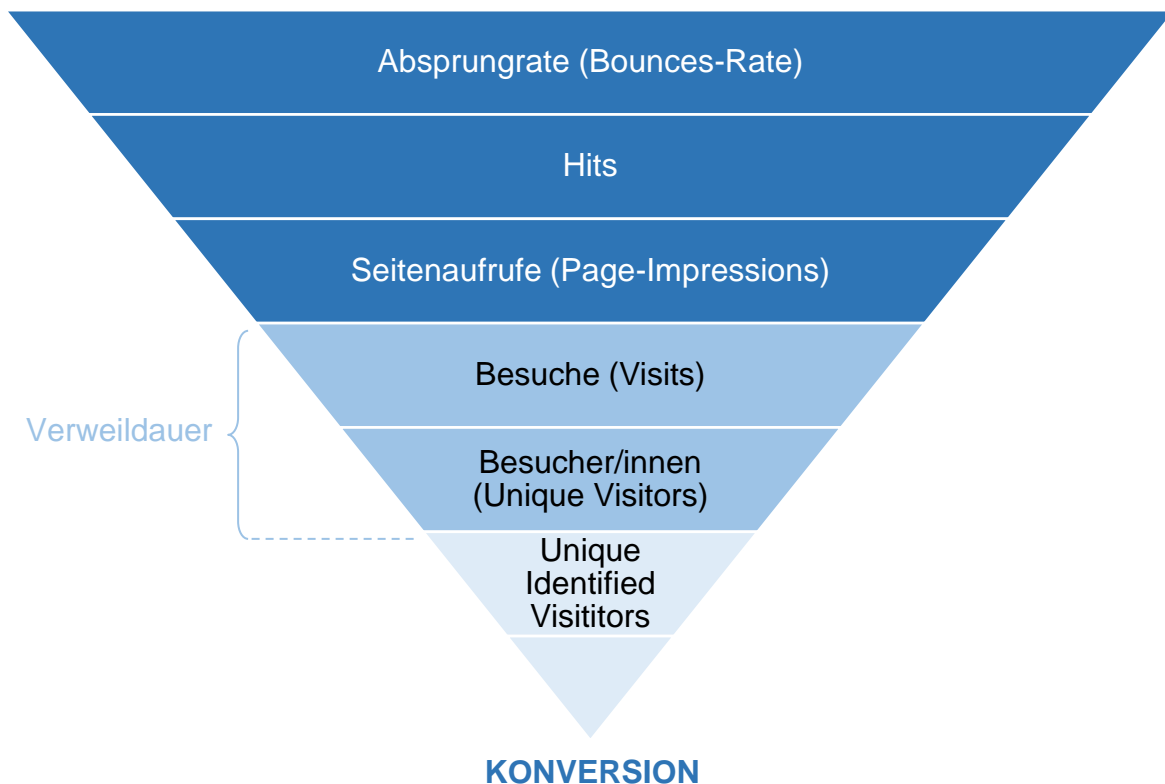 Absprungrate (Bounces-Rate)
Hits
Seitenaufrufe (Page-Impressions)
Besuche (Visits)
Verweildauer
Besucher/innen
(Unique Visitors)
Unique
Identified
Visititors
KONVERSION